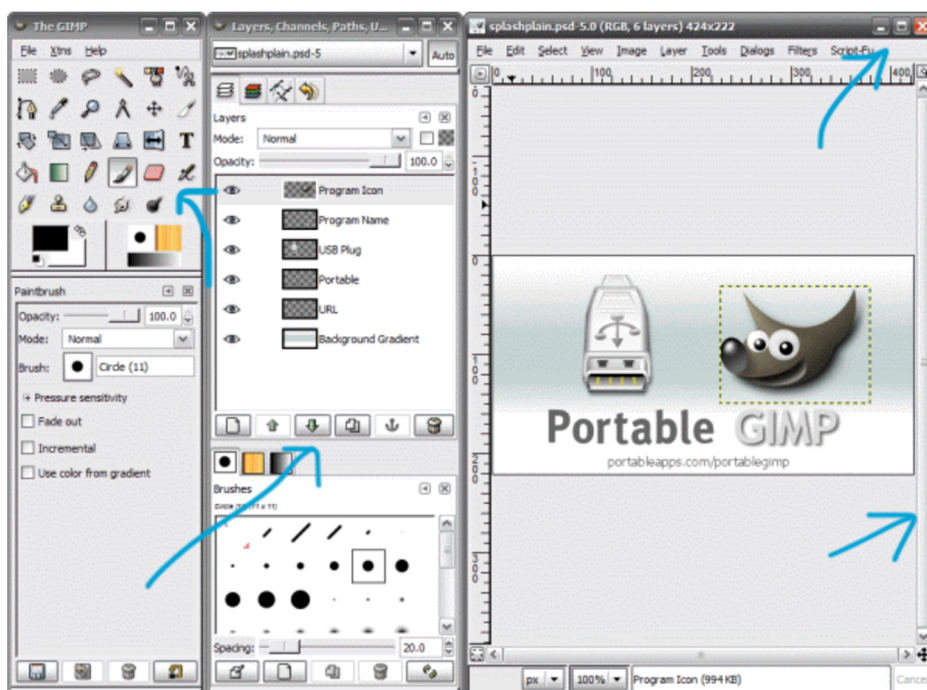 The GIMP
File Xtns Help
T
Paintbrush
Opacity: 100.0
Mode: Normal
Brush: Circle (11)
Pressure sensitivity
Fade out
Incremental
Use color from gradient
Layers, Channels, Paths, U...
splashplain.psd-5 Auto
Layers
Mode: Normal
Opacity: 100.0
Program Icon
Program Name
USB Plug
Portable
URL
Background Gradient
Brushes
Spacing: 20.0
splashplain.psd-5.0 (RGB, 6 layers) 424x222
File Edit Select View Image Layer Tools Dialogs Filters Script-Fu
0 100 200 300 400
Portable GIMP
portableapps.com/portablegimp
px 100% Program Icon (994 KB) Cancel